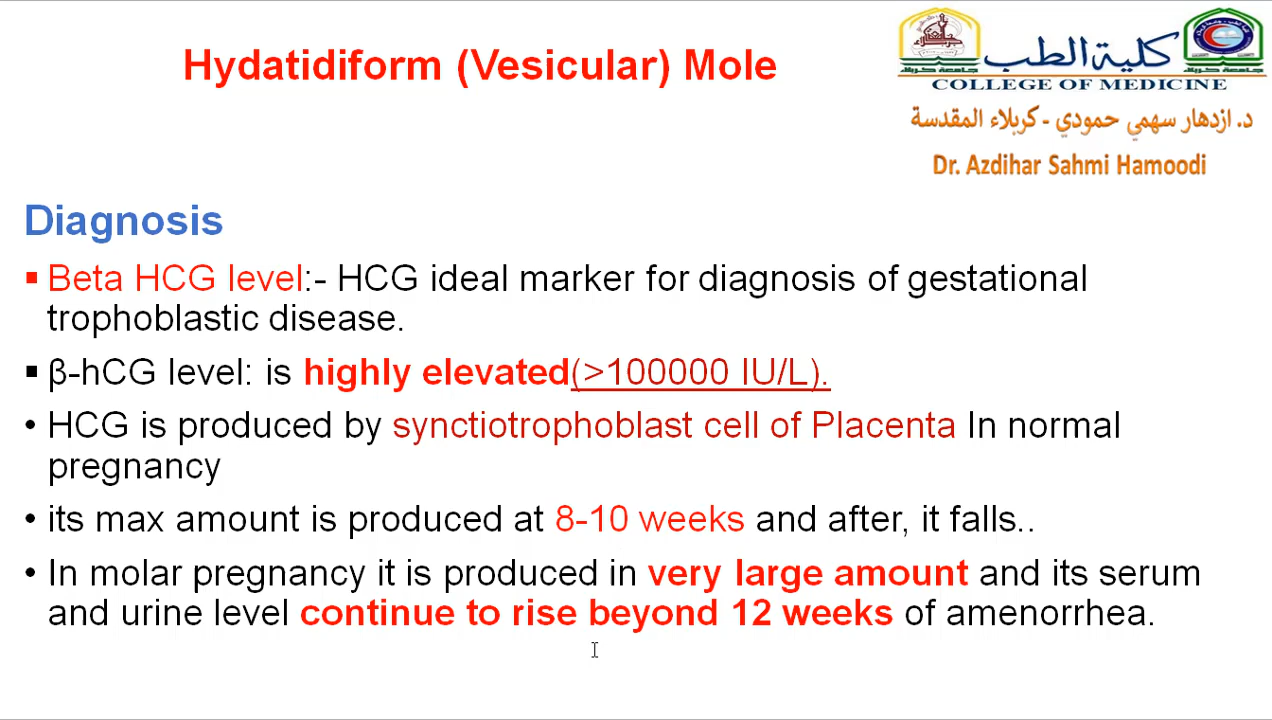 Hydatidiform (Vesicular) Mole
كلية الطب
COLLEGE OF MEDICINE
د. ازدهار سهمي حمودي - كربلاء المقدسة
Dr. Azdihar Sahmi Hamoodi
Diagnosis
▪ Beta HCG level:- HCG ideal marker for diagnosis of gestational
trophoblastic disease.
▪ β-hCG level: is highly elevated(>100000 IU/L).
• HCG is produced by synctiotrophoblast cell of Placenta In normal
pregnancy
• its max amount is produced at 8-10 weeks and after, it falls..
• In molar pregnancy it is produced in very large amount and its serum
and urine level continue to rise beyond 12 weeks of amenorrhea.